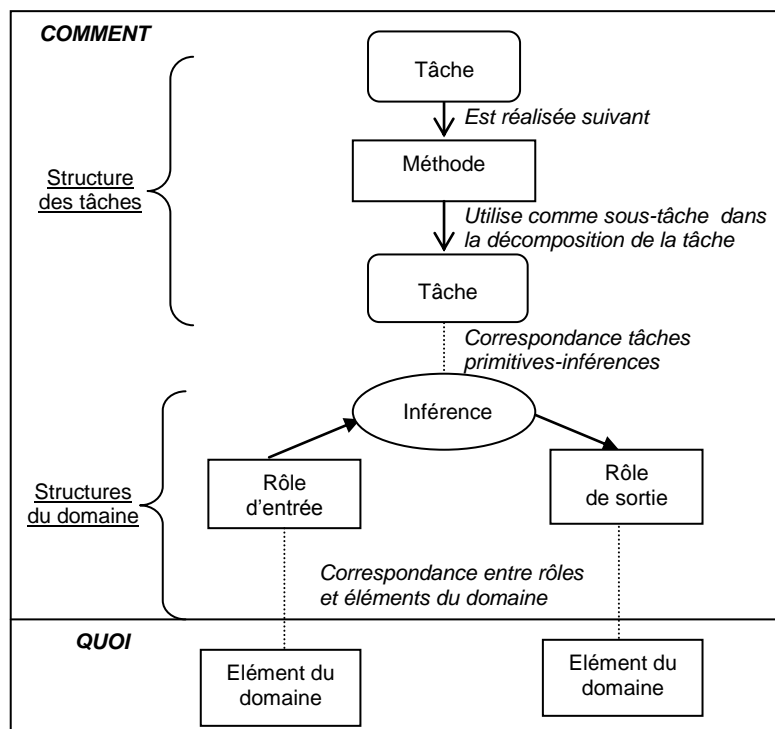 COMMENT
Tâche
Est réalisée suivant
Méthode
Structure
des tâches
Utilise comme sous-tâche dans
la décomposition de la tâche
Tâche
Correspondance tâches
primitives-inférences
Inférence
Structures
du domaine
Rôle
d'entrée
Rôle
de sortie
Correspondance entre rôles
et éléments du domaine
QUOI
Elément du
domaine
Elément du
domaine